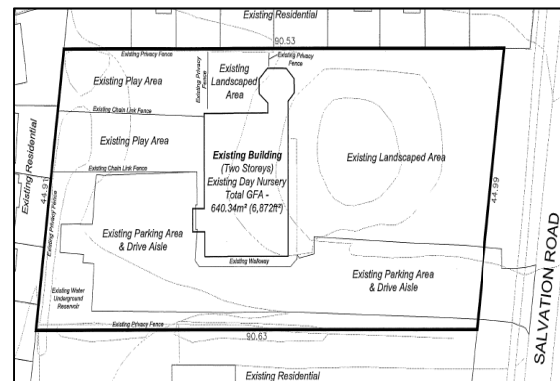 Existing Residential
90.53
Existing Privacy Fence
Existing Privacy
Fence
Existing Play Area
Existing Privacy
Fence
Existing
Landscaped
Area
Existing Chain Link Fence
Existing Play Area
Existing Building
(Two Storeys)
Existing Day Nursery
Total GFA -
640.34m² (6,872ft²)
Existing Landscaped Area
Existing Residential
44.91
Existing Privacy Fence
Existing Chain Link Fence
44.99
SALVATION ROAD
Existing Parking Area
& Drive Aisle
Existing Walkway
Existing Parking Area
& Drive Aisle
Existing Water
Underground
Reservoir
Existing Privacy Fence
90.63
Existing Residential